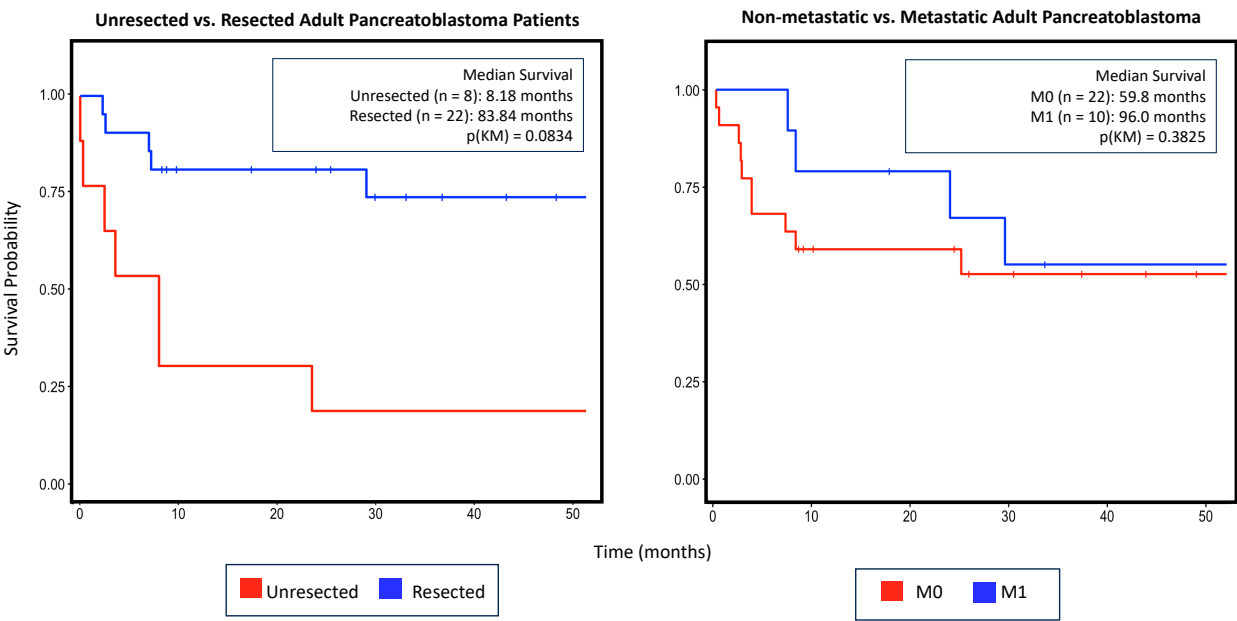 Unresected vs. Resected Adult Pancreatoblastoma Patients
Median Survival
Unresected (n = 8): 8.18 months
Resected (n = 22): 83.84 months
p(KM) = 0.0834
1.00
0.75
0.50
0.25
0.00
0 10 20 30 40 50
Survival Probability
Non-metastatic vs. Metastatic Adult Pancreatoblastoma
Median Survival
M0 (n = 22): 59.8 months
M1 (n = 10): 96.0 months
p(KM) = 0.3825
1.00
0.75
0.50
0.25
0.00
0 10 20 30 40 50
Time (months)
Unresected Resected
M0 M1